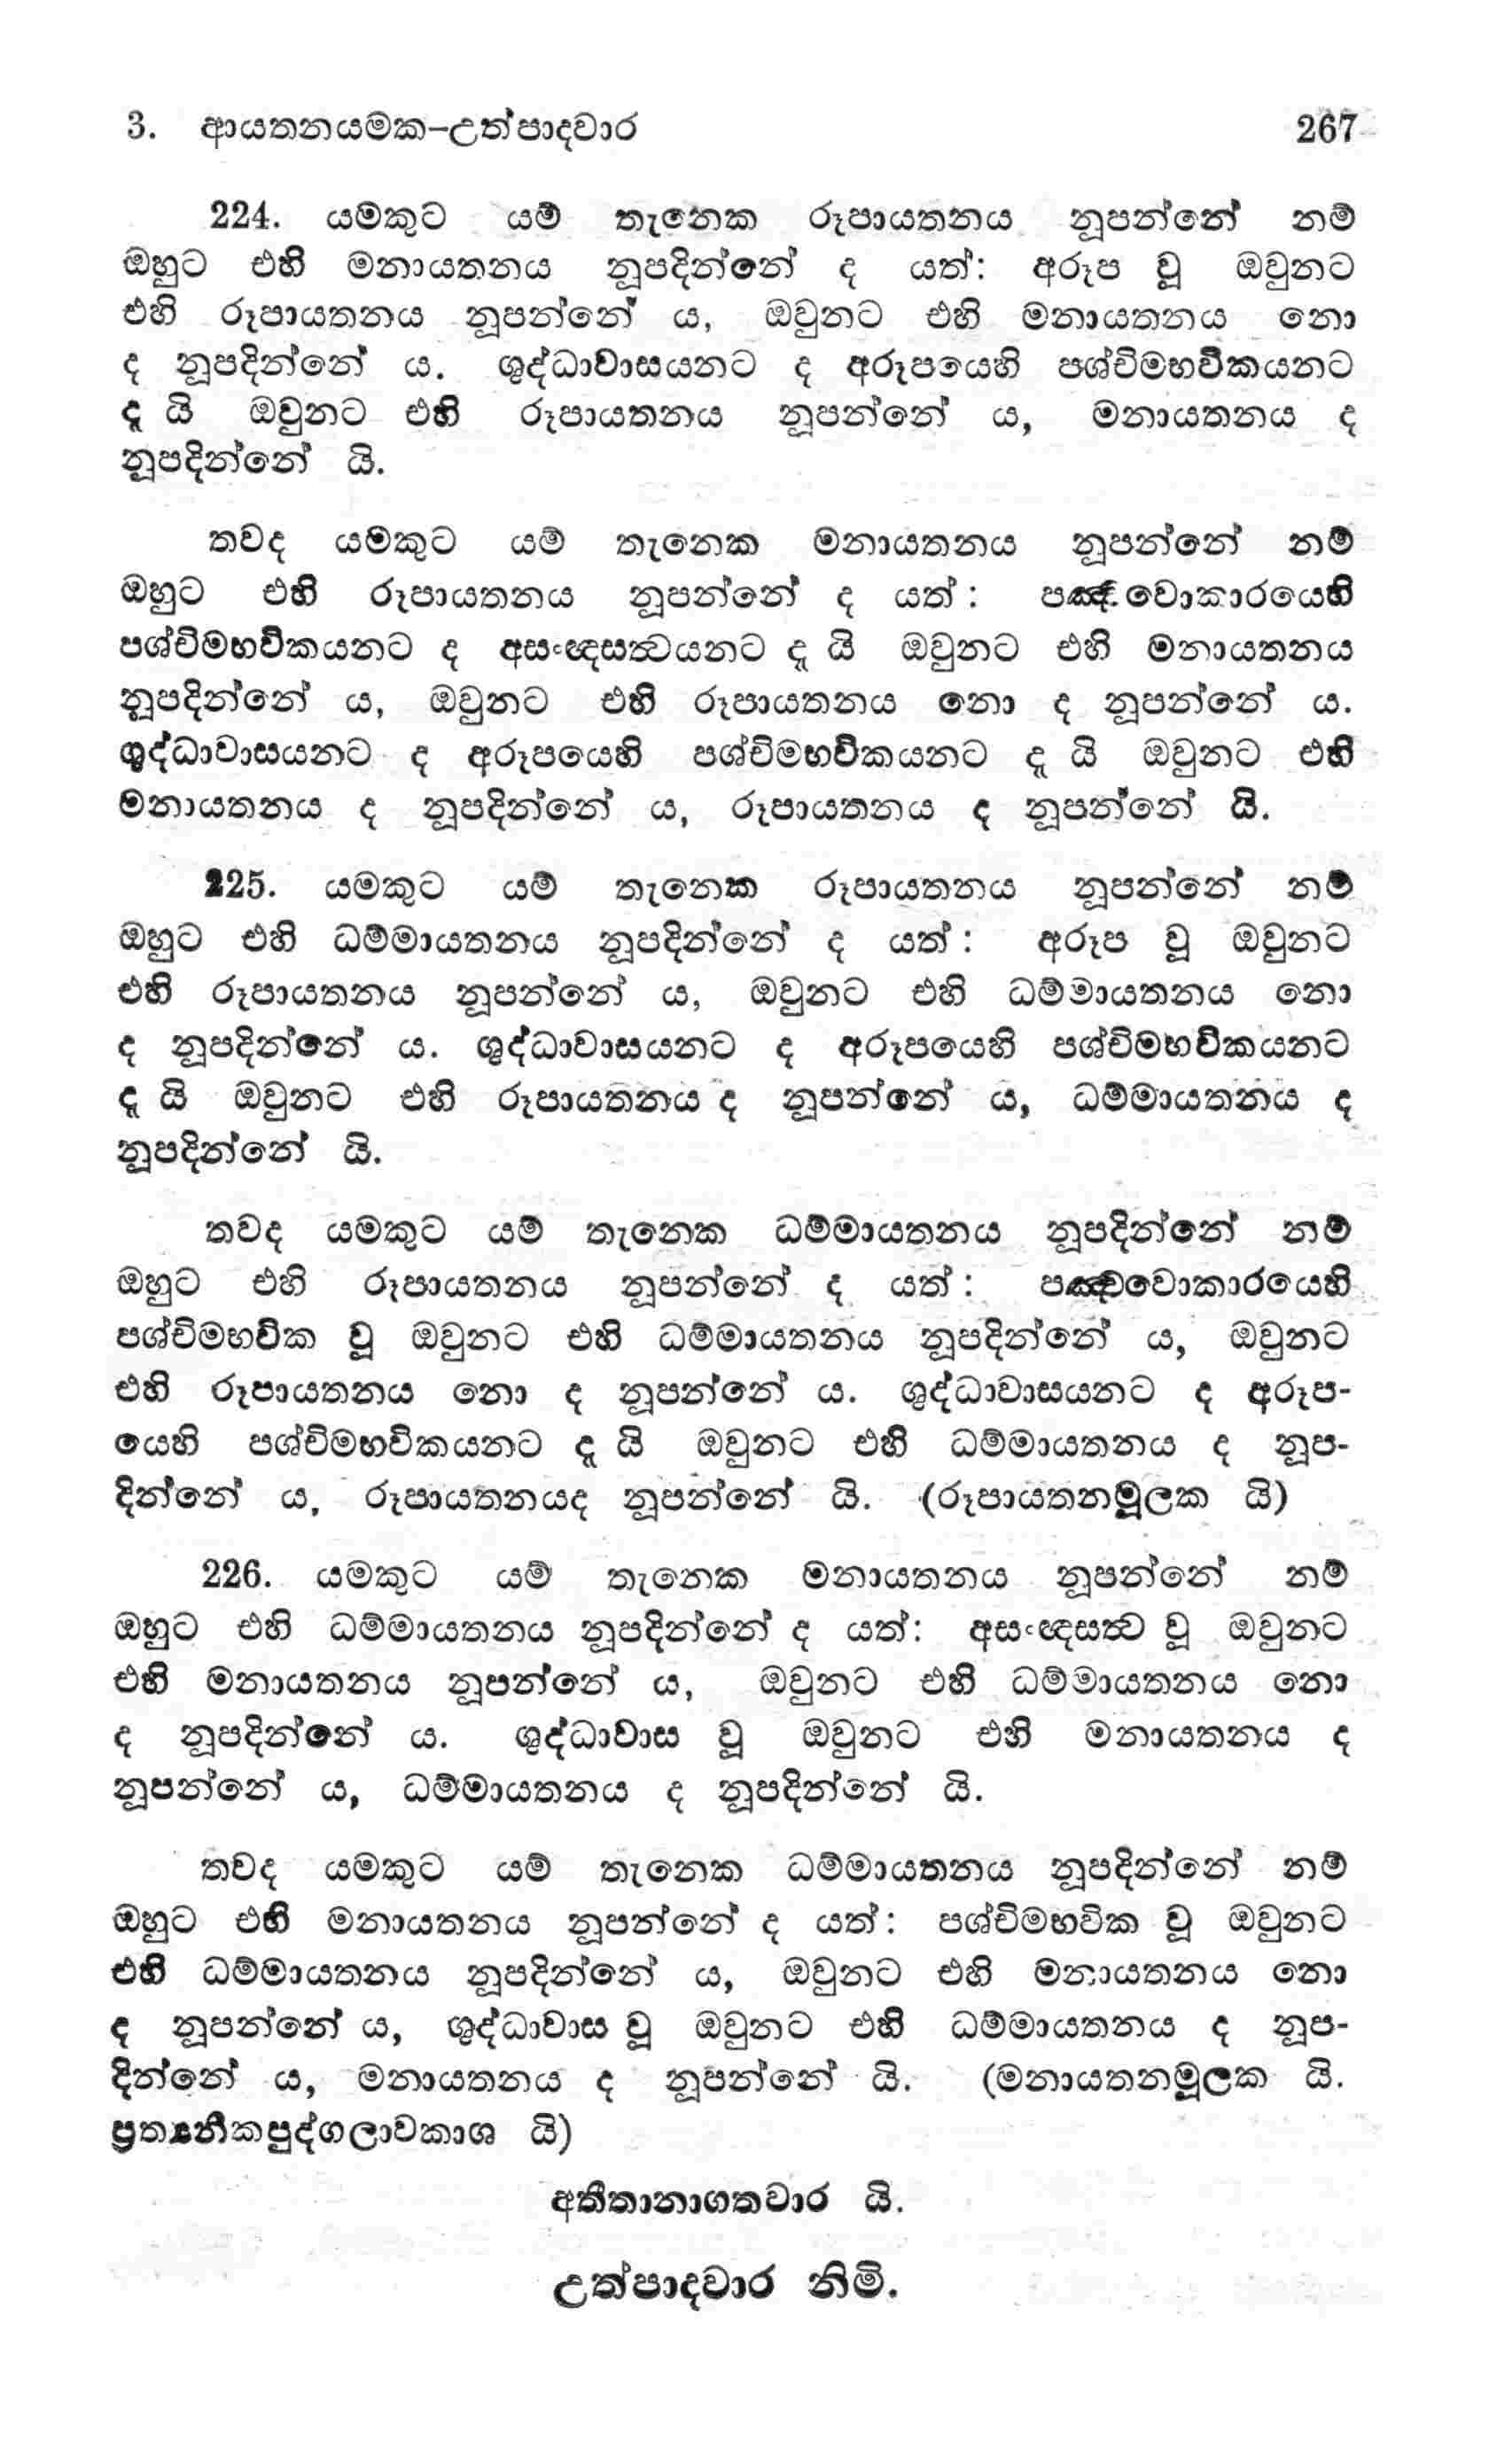 3. ආයතනයමක-උත්පාදවාර 267
224. යමකුට යම් තැනෙක රූපායතනය නූපන්නේ නම්
ඔහුට එහි මනායතනය නූපදින්නේ ද යත්: අරූප වූ ඔවුනට
එහි රූපායතනය නූපන්නේ ය, ඔවුනට එහි මනායතනය නො
ද නූපදින්නේ ය. ශුද්ධාවාසයනට ද අරූපයෙහි පශ්චිමභවිකයනට
දැ යි ඔවුනට එහි රූපායතනය නූපන්නේ ය, මනායතනය ද
නූපදින්නේ යි.
තවද යමකුට යම් තැනෙක මනායතනය නූපන්නේ නම්
ඔහුට එහි රූපායතනය නූපන්නේ ද යත්: පඤ්චවොකාරයෙහි
පශ්චිමභවිකයනට ද අසංඥසත්‍වයනට දැ යි ඔවුනට එහි මනායතනය
නූපදින්නේ ය, ඔවුනට එහි රූපායතනය නො ද නූපන්නේ ය.
ශුද්ධාවාසයනට ද අරූපයෙහි පශ්චිමභවිකයනට දැ යි ඔවුනට එහි
මනායතනය ද නූපදින්නේ ය, රූපායතනය ද නූපන්නේ යි.
225. යමකුට යම් තැනෙක රූපායතනය නූපන්නේ නම්
ඔහුට එහි ධම්මායතනය නූපදින්නේ ද යත්: අරූප වූ ඔවුනට
එහි රූපායතනය නූපන්නේ ය, ඔවුනට එහි ධම්මායතනය නො
ද නූපදින්නේ ය. ශුද්ධාවාසයනට ද අරූපයෙහි පශ්චිමභවිකයනට
දැ යි ඔවුනට එහි රූපායතනය ද නූපන්නේ ය, ධම්මායතනය ද
නූපදින්නේ යි.
තවද යමකුට යම් තැනෙක ධම්මායතනය නූපදින්නේ නම්
ඔහුට එහි රූපායතනය නූපන්නේ ද යත්: පඤ්චවොකාරයෙහි
පශ්චිමභවික වූ ඔවුනට එහි ධම්මායතනය නූපදින්නේ ය, ඔවුනට
එහි රූපායතනය නො ද නූපන්නේ ය. ශුද්ධාවාසයනට ද අරූප-
යෙහි පශ්චිමභවිකයනට දැ යි ඔවුනට එහි ධම්මායතනය ද නූප-
දින්නේ ය, රූපායතනයද නූපන්නේ යි. (රූපායතනමූලක යි)
226. යමකුට යම් තැනෙක මනායතනය නූපන්නේ නම්
ඔහුට එහි ධම්මායතනය නූපදින්නේ ද යත්: අසංඥසත්‍ව වූ ඔවුනට
එහි මනායතනය නූපන්නේ ය, ඔවුනට එහි ධම්මායතනය නො
ද නූපදින්නේ ය. ශුද්ධාවාස වූ ඔවුනට එහි මනායතනය ද
නූපන්නේ ය, ධම්මායතනය ද නූපදින්නේ යි.
තවද යමකුට යම් තැනෙක ධම්මායතනය නූපදින්නේ නම්
ඔහුට එහි මනායතනය නූපන්නේ ද යත්: පශ්චිමභවික වූ ඔවුනට
එහි ධම්මායතනය නූපදින්නේ ය, ඔවුනට එහි මනායතනය නො
ද නූපන්නේ ය, ශුද්ධාවාස වූ ඔවුනට එහි ධම්මායතනය ද නූප-
දින්නේ ය, මනායතනය ද නූපන්නේ යි. (මනායතනමූලක යි.
ප්‍රත්‍යනීකපුද්ගලාවකාශ යි)
අතීතානාගතවාර යි.
උත්පාදවාර නිමි.